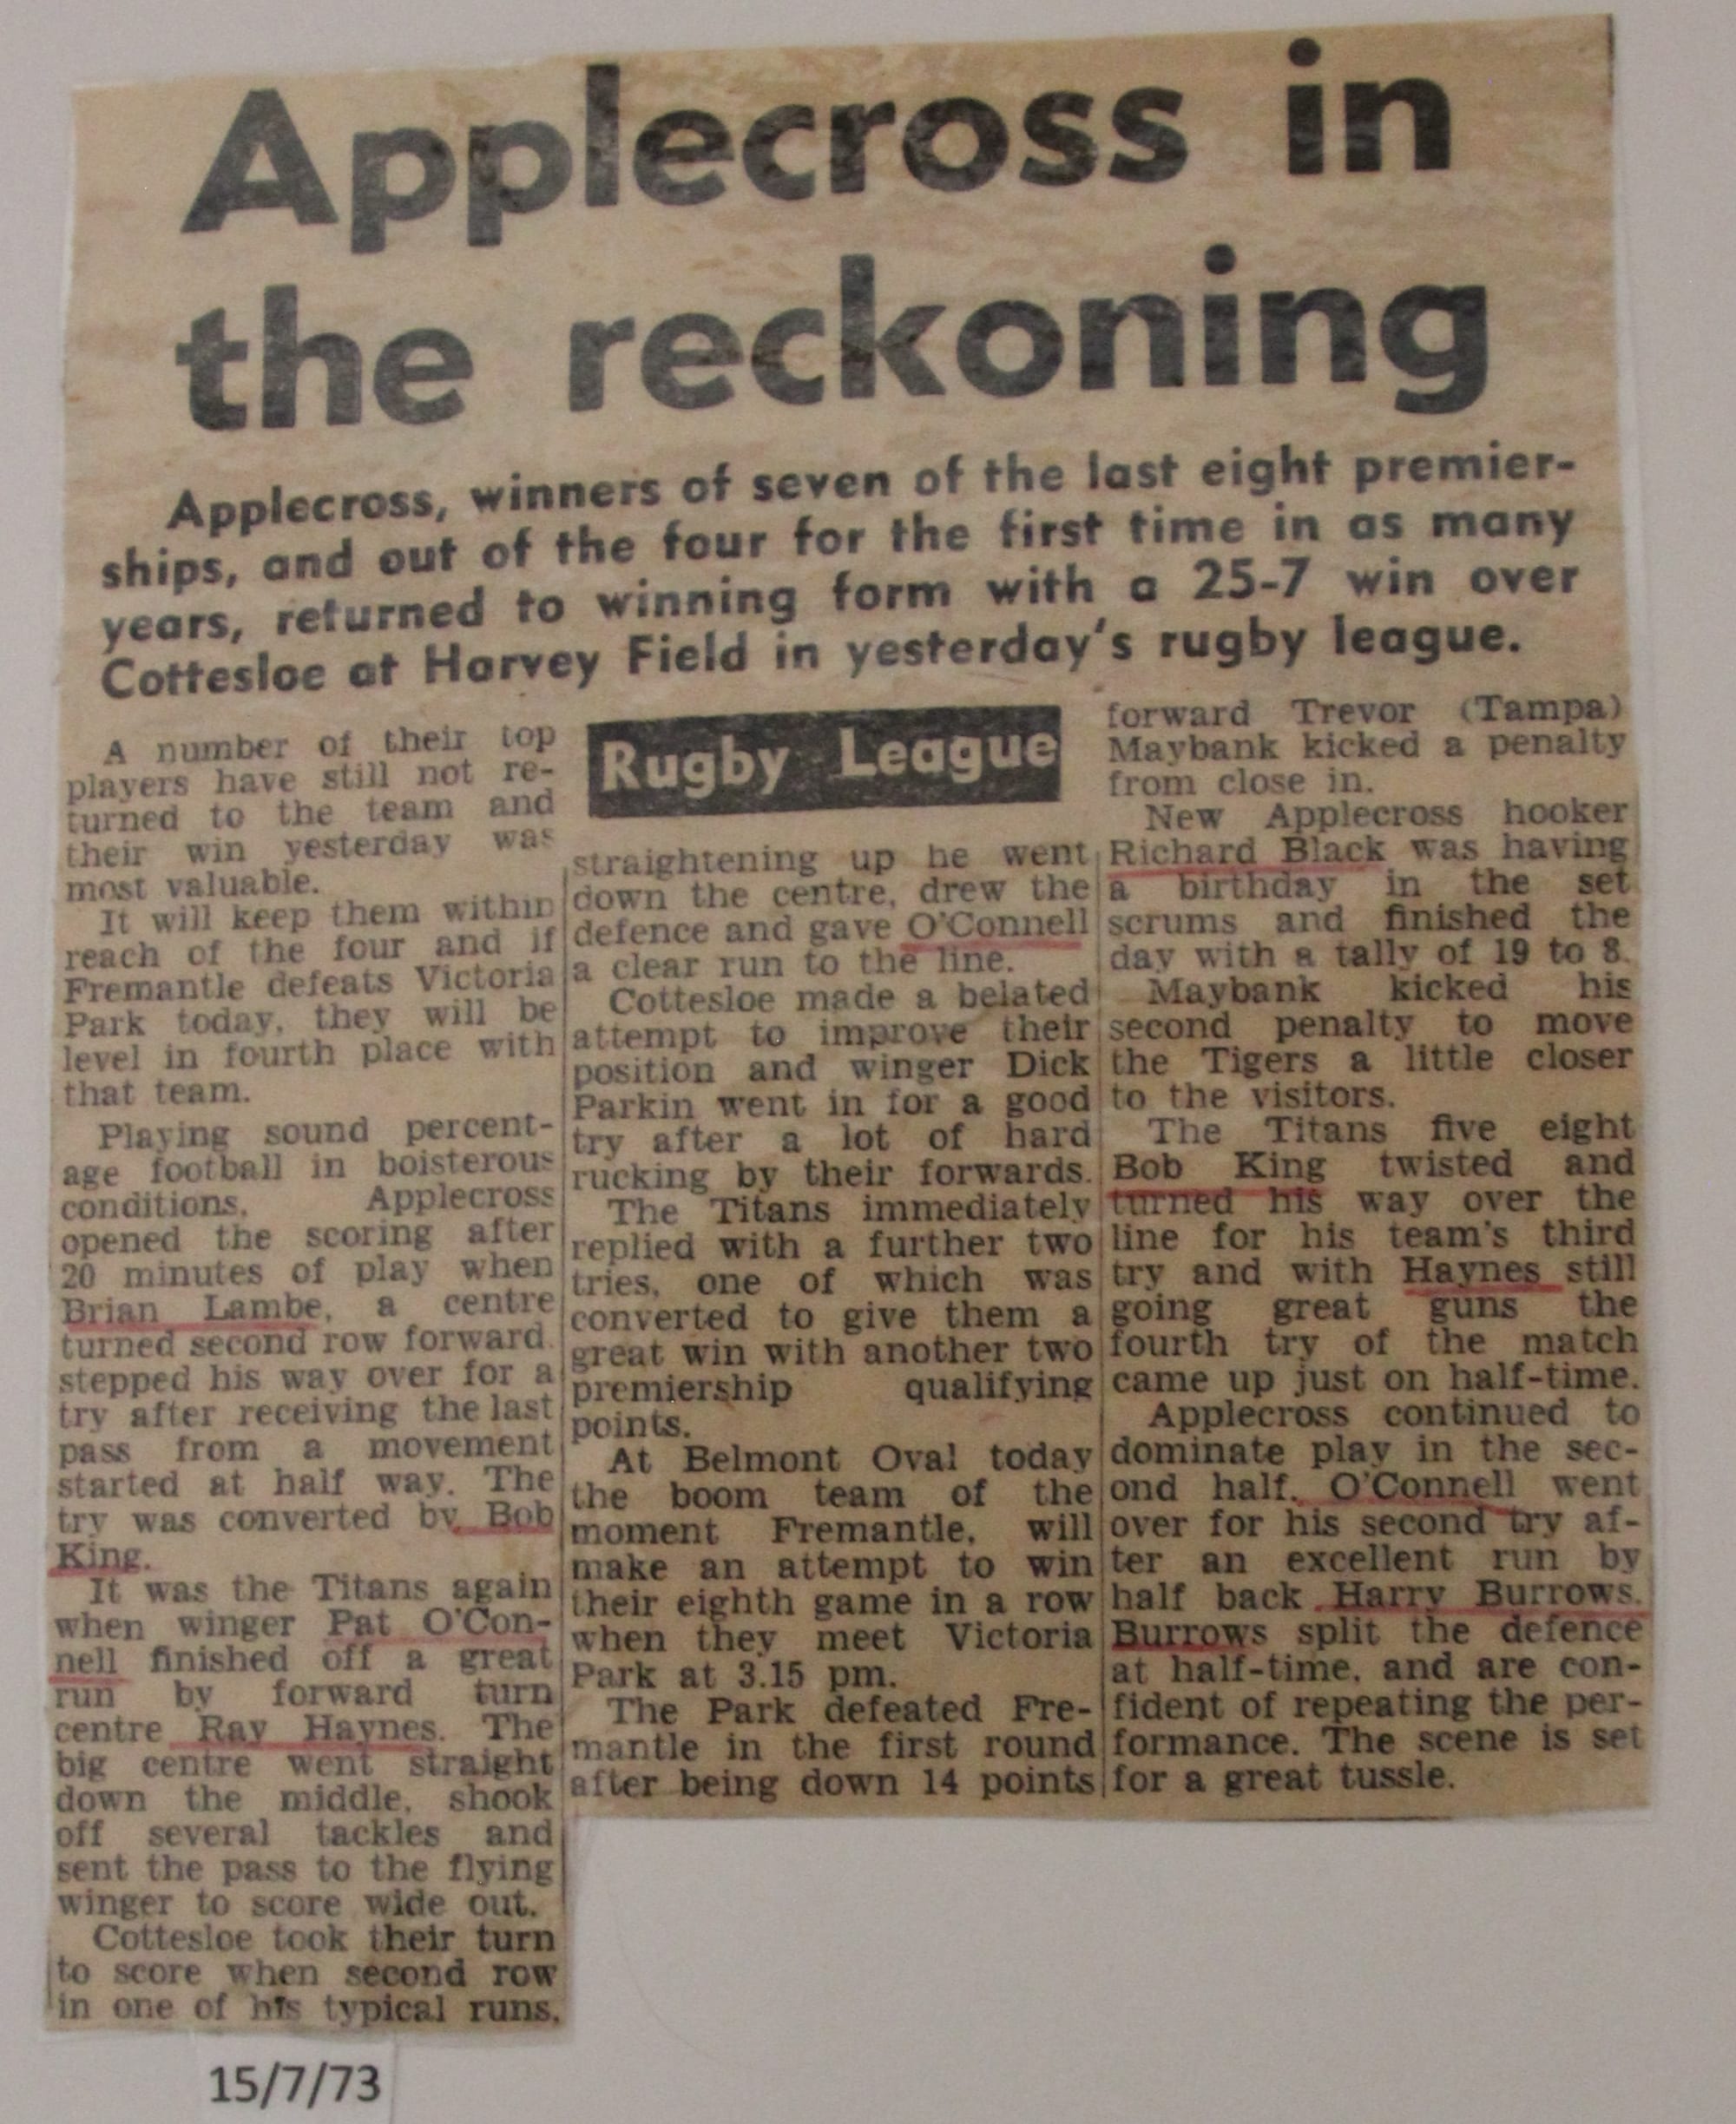 Applecross in
the reckoning
Applecross, winners of seven of the last eight premier-
ships, and out of the four for the first time in as many
years, returned to winning form with a 25-7 win over
Cottesloe at Harvey Field in yesterday's rugby league.
A number of their top
players have still not re-
turned to the team and
their win yesterday was
most valuable.
It will keep them within
reach of the four and if
Fremantle defeats Victoria
Park today, they will be
level in fourth place with
that team.
Playing sound percent-
age football in boisterous
conditions, Applecross
opened the scoring after
20 minutes of play when
Brian Lambe, a centre
turned second row forward,
stepped his way over for a
try after receiving the last
pass from a movement
started at half way. The
try was converted by Bob
King.
It was the Titans again
when winger Pat O'Con-
nell finished off a great
run by forward turn
centre Ray Haynes. The
big centre went straight
down the middle, shook
off several tackles and
sent the pass to the flying
winger to score wide out.
Cottesloe took their turn
to score when second row
in one of his typical runs,
Rugby League
straightening up he went
down the centre, drew the
defence and gave O'Connell
a clear run to the line.
Cottesloe made a belated
attempt to improve their
position and winger Dick
Parkin went in for a good
try after a lot of hard
rucking by their forwards.
The Titans immediately
replied with a further two
tries, one of which was
converted to give them a
great win with another two
premiership qualifying
points.
At Belmont Oval today
the boom team of the
moment Fremantle, will
make an attempt to win
their eighth game in a row
when they meet Victoria
Park at 3.15 pm.
The Park defeated Fre-
mantle in the first round
after being down 14 points
forward Trevor (Tampa)
Maybank kicked a penalty
from close in.
New Applecross hooker
Richard Black was having
a birthday in the set
scrums and finished the
day with a tally of 19 to 8.
Maybank kicked his
second penalty to move
the Tigers a little closer
to the visitors.
The Titans five eight
Bob King twisted and
turned his way over the
line for his team's third
try and with Haynes still
going great guns the
fourth try of the match
came up just on half-time.
Applecross continued to
dominate play in the sec-
ond half. O'Connell went
over for his second try af-
ter an excellent run by
half back Harry Burrows.
Burrows split the defence
at half-time, and are con-
fident of repeating the per-
formance. The scene is set
for a great tussle.
15/7/73